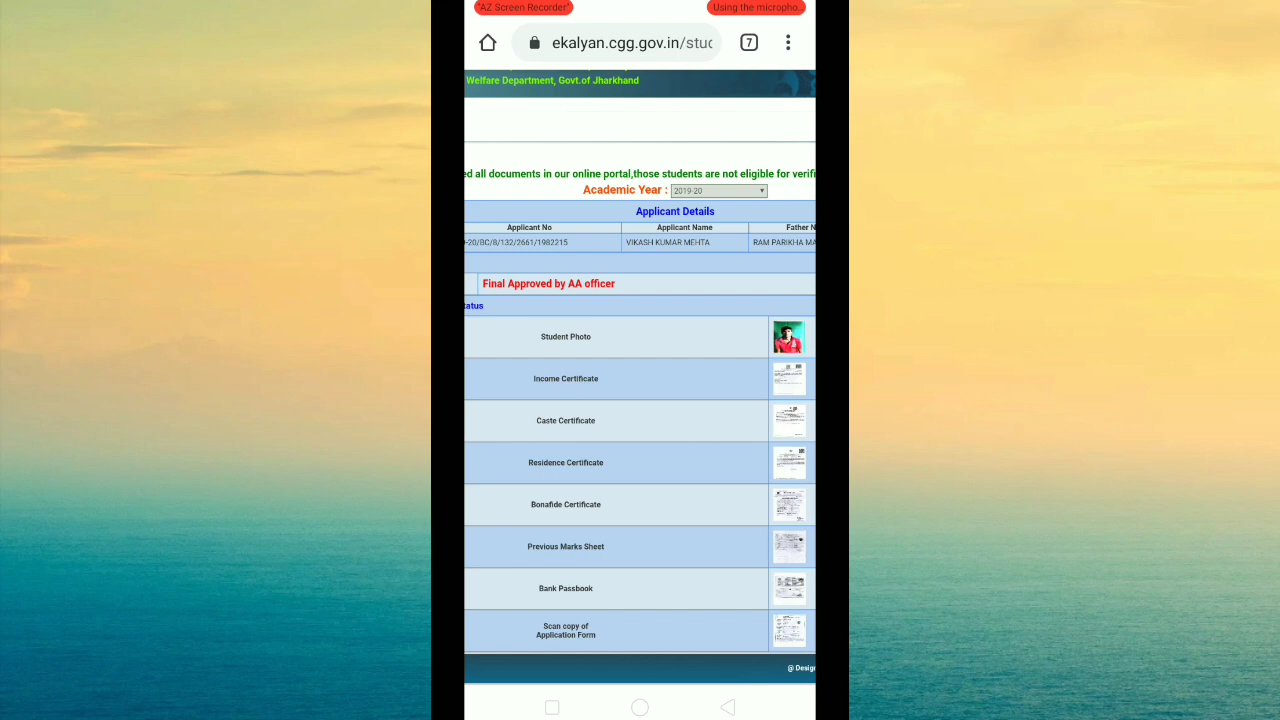 "AZ Screen Recorder"
Using the micropho...
ekalyan.cgg.gov.in/stuc
7
Welfare Department, Govt.of Jharkhand
ed all documents in our online portal,those students are not eligible for verifi
Academic Year : 2019-20
Applicant Details
Applicant No Applicant Name Father N
-20/BC/8/132/2661/1982215 VIKASH KUMAR MEHTA RAM PARIKHA MA
Final Approved by AA officer
tatus
Student Photo
Income Certificate
Caste Certificate
Residence Certificate
Bonafide Certificate
Previous Marks Sheet
Bank Passbook
Scan copy of
Application Form
@ Desig